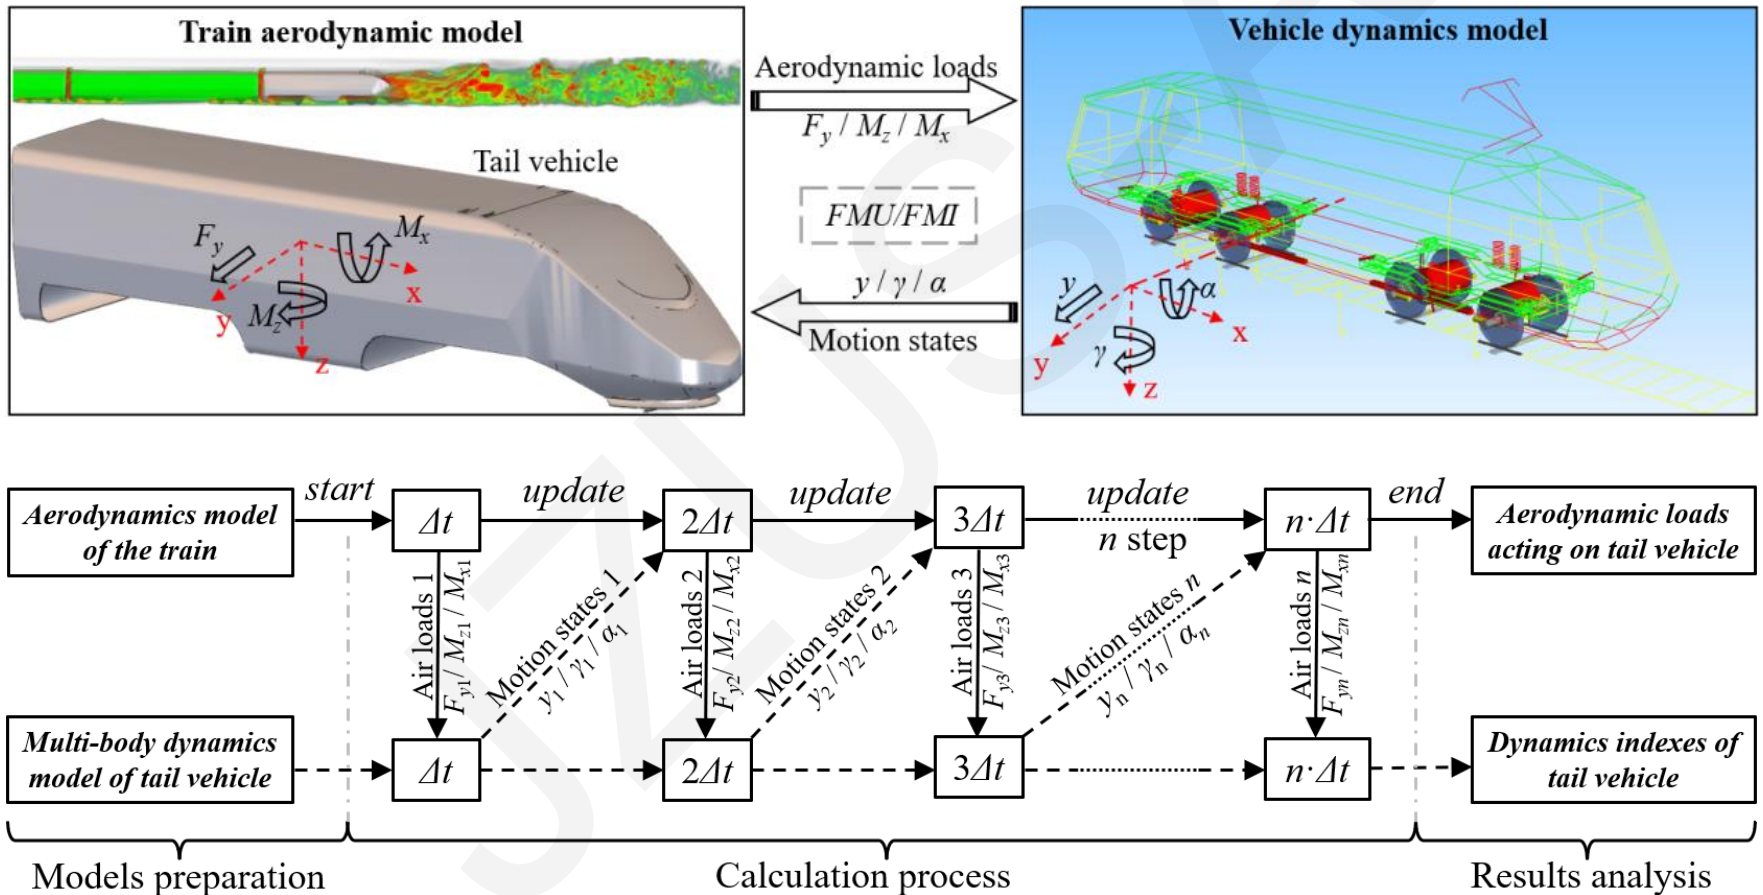 Train aerodynamic model
Tail vehicle
F_y
M_x
x
M_z
y
z
Aerodynamic loads
F_y / M_z / M_x
FMU/FMI
y / γ / α
Motion states
Vehicle dynamics model
y
α
x
γ
y
z
Aerodynamics model
of the train
start
Δt
update
2Δt
update
3Δt
update
n step
n·Δt
end
Aerodynamic loads
acting on tail vehicle
Air loads 1
F_y1/ M_z1 / M_x1
Motion states 1
y_1 / γ_1 / α_1
Air loads 2
F_y2/ M_z2 / M_x2
Motion states 2
y_2 / γ_2 / α_2
Air loads 3
F_y3/ M_z3 / M_x3
Motion states n
y_n / γ_n / α_n
Air loads n
F_yn/ M_zn / M_xn
Multi-body dynamics
model of tail vehicle
Δt
2Δt
3Δt
n·Δt
Dynamics indexes of
tail vehicle
Models preparation
Calculation process
Results analysis